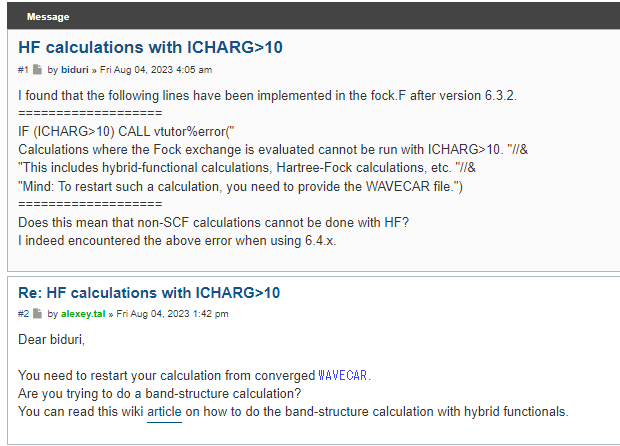 Message
HF calculations with ICHARG>10
#1 by biduri » Fri Aug 04, 2023 4:05 am
I found that the following lines have been implemented in the fock.F after version 6.3.2.
===================
IF (ICHARG>10) CALL vtutor%error("
Calculations where the Fock exchange is evaluated cannot be run with ICHARG>10. "//&
"This includes hybrid-functional calculations, Hartree-Fock calculations, etc. "//&
"Mind: To restart such a calculation, you need to provide the WAVECAR file.")
===================
Does this mean that non-SCF calculations cannot be done with HF?
I indeed encountered the above error when using 6.4.x.
Re: HF calculations with ICHARG>10
#2 by alexey.tal » Fri Aug 04, 2023 1:42 pm
Dear biduri,
You need to restart your calculation from converged WAVECAR.
Are you trying to do a band-structure calculation?
You can read this wiki article on how to do the band-structure calculation with hybrid functionals.